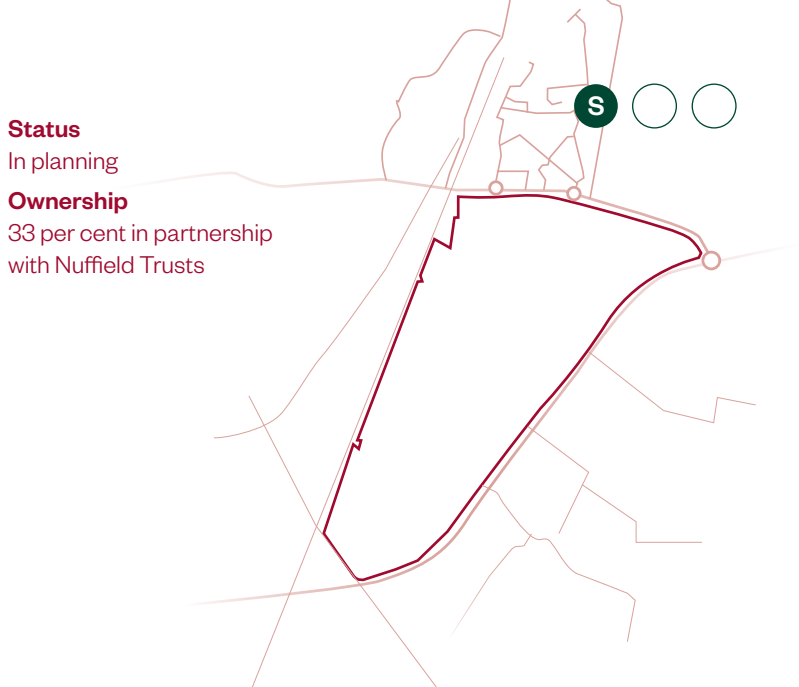 Status
In planning
Ownership
33 per cent in partnership
with Nuffield Trusts
S